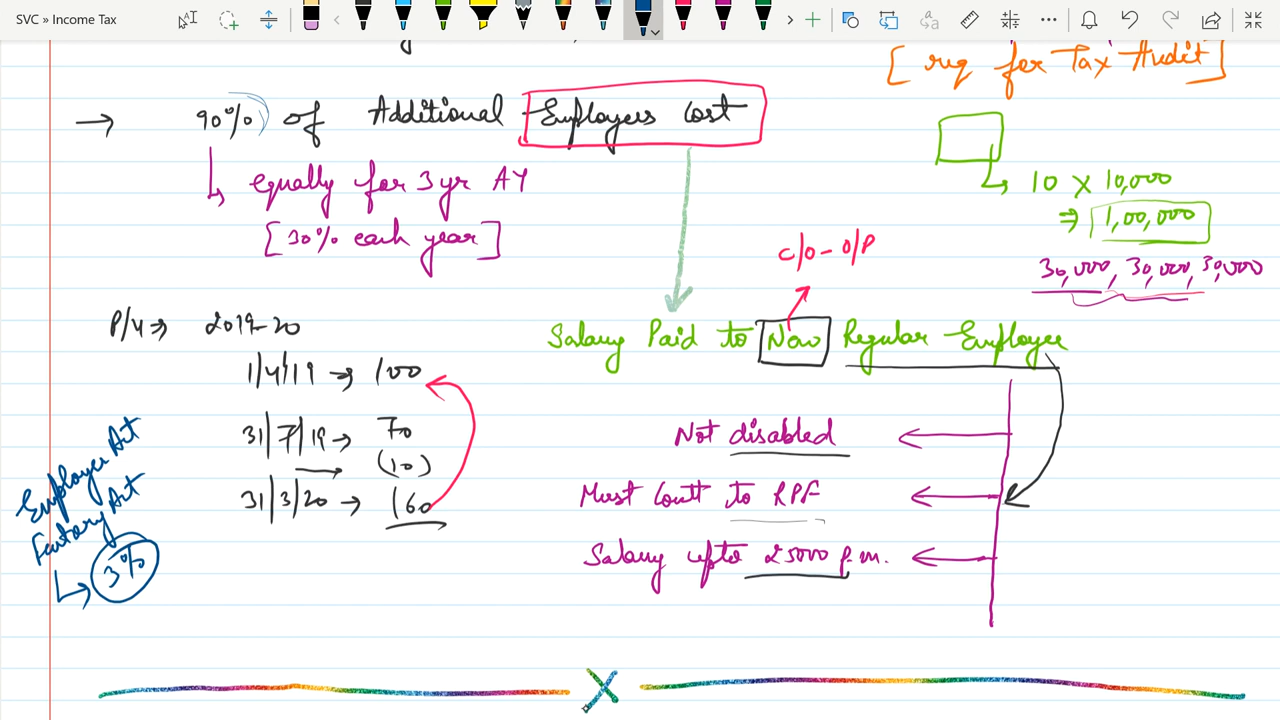 SVC » Income Tax
[ req for Tax Audit ]
→ 90% of Additional Employees Cost
equally for 3 yr AY
[ 30% each year ]
10 x 10,000
⇒ 1,00,000
30,000, 30,000, 30,000
C/O - O/P
P/Y ⇒ 2019-20
Salary Paid to New Regular Employee
1/4/19 → 100
31/7/19 → 70
(10)
31/3/20 → 160
Not disabled
Must Contt to RPF
Salary upto 25000 p.m.
Employer Act
Factory Act
3%
X